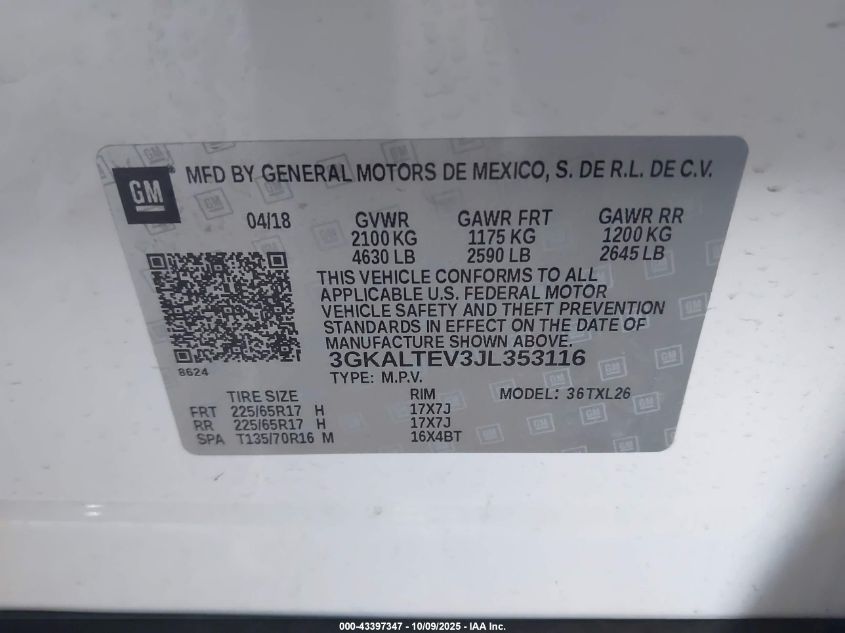 GM
MFD BY GENERAL MOTORS DE MEXICO, S. DE R.L. DE C.V.
04/18 GVWR GAWR FRT GAWR RR
2100 KG 1175 KG 1200 KG
4630 LB 2590 LB 2645 LB
THIS VEHICLE CONFORMS TO ALL
APPLICABLE U.S. FEDERAL MOTOR
VEHICLE SAFETY AND THEFT PREVENTION
STANDARDS IN EFFECT ON THE DATE OF
MANUFACTURE SHOWN ABOVE.
3GKALTEV3JL353116
8624
TYPE: M.P.V.
TIRE SIZE RIM MODEL: 36TXL26
FRT 225/65R17 H 17X7J
RR 225/65R17 H 17X7J
SPA T135/70R16 M 16X4BT
000-43397347 - 10/09/2025 - IAA Inc.